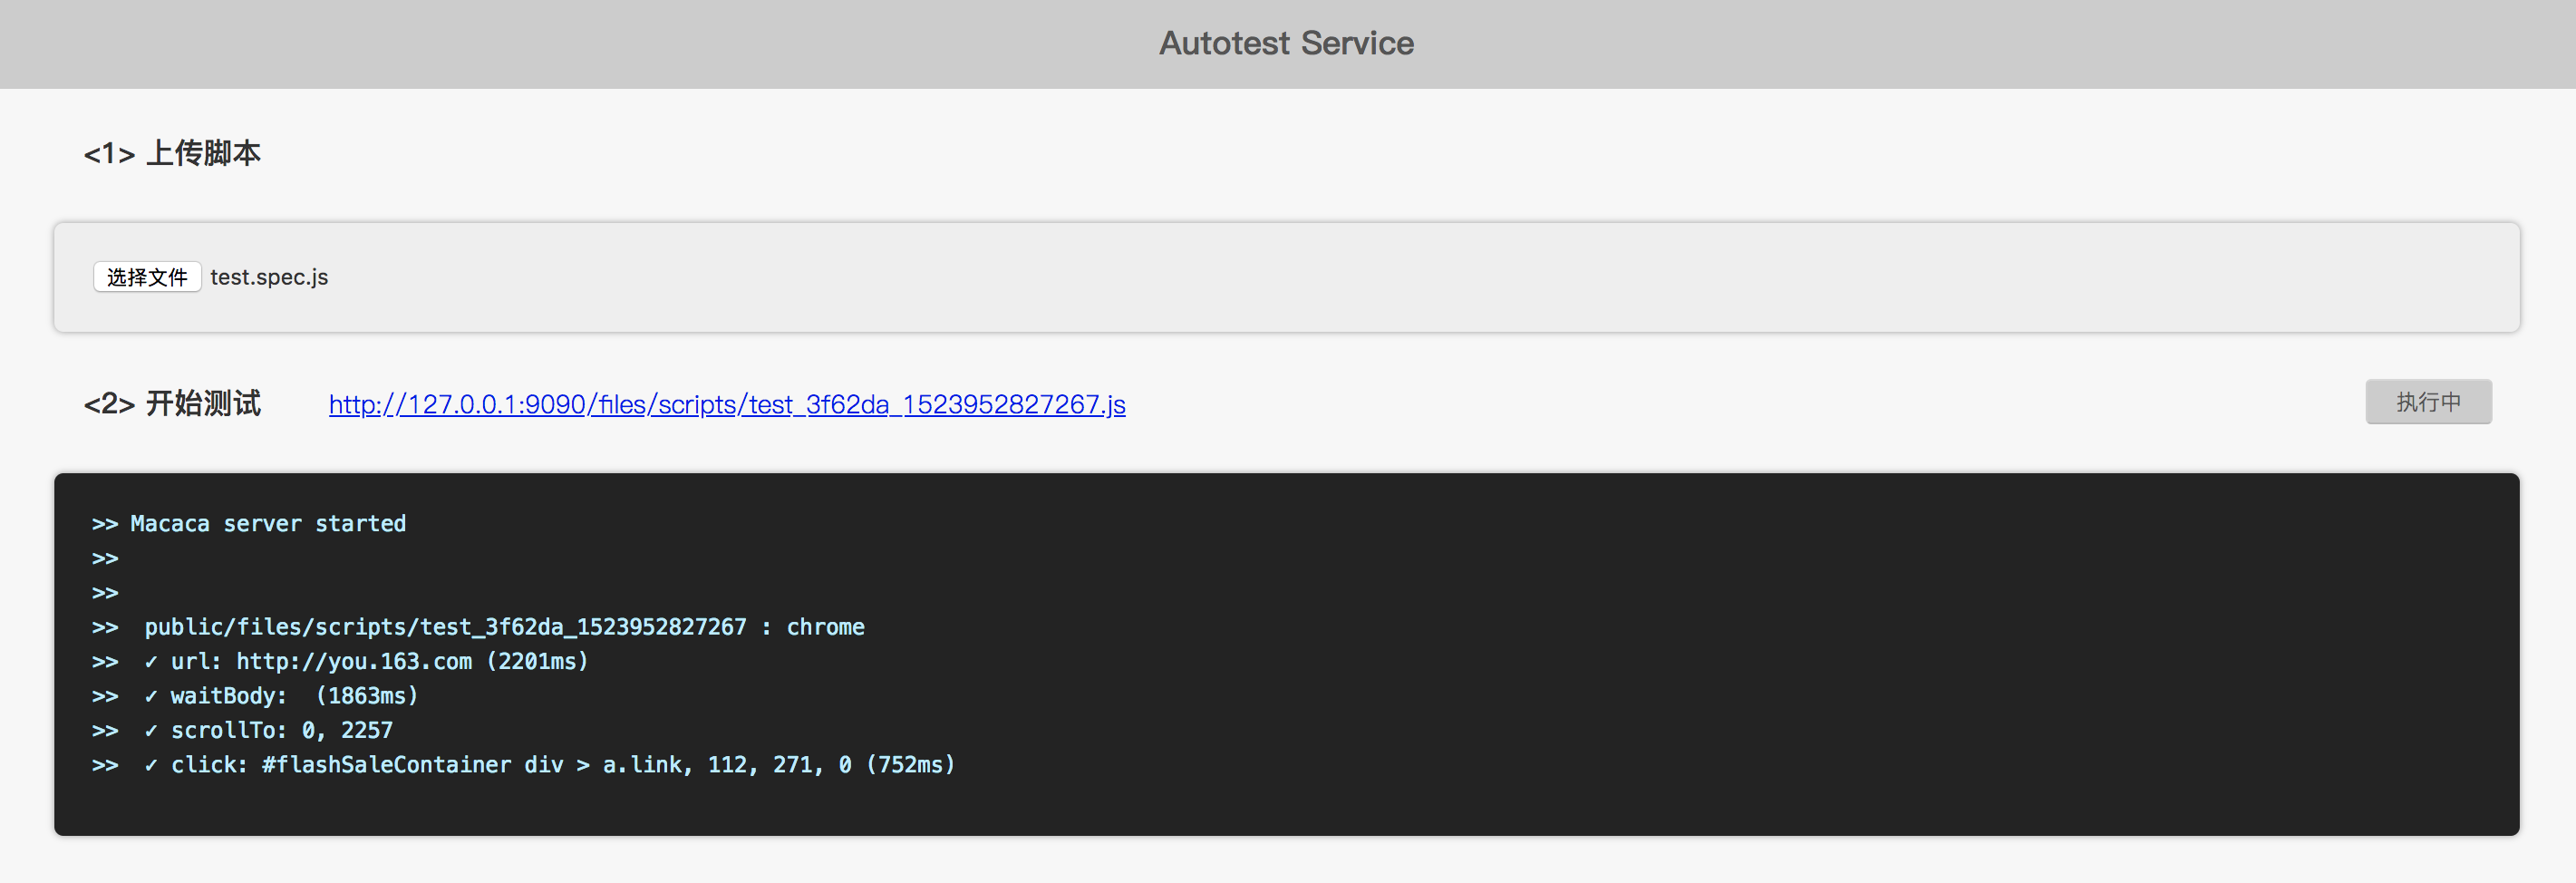 Autotest Service
<1> 上传脚本
选择文件 test.spec.js
<2> 开始测试 http://127.0.0.1:9090/files/scripts/test_3f62da_1523952827267.js 执行中
>> Macaca server started
>>
>>
>> public/files/scripts/test_3f62da_1523952827267 : chrome
>> ✓ url: http://you.163.com (2201ms)
>> ✓ waitBody:  (1863ms)
>> ✓ scrollTo: 0, 2257
>> ✓ click: #flashSaleContainer div > a.link, 112, 271, 0 (752ms)